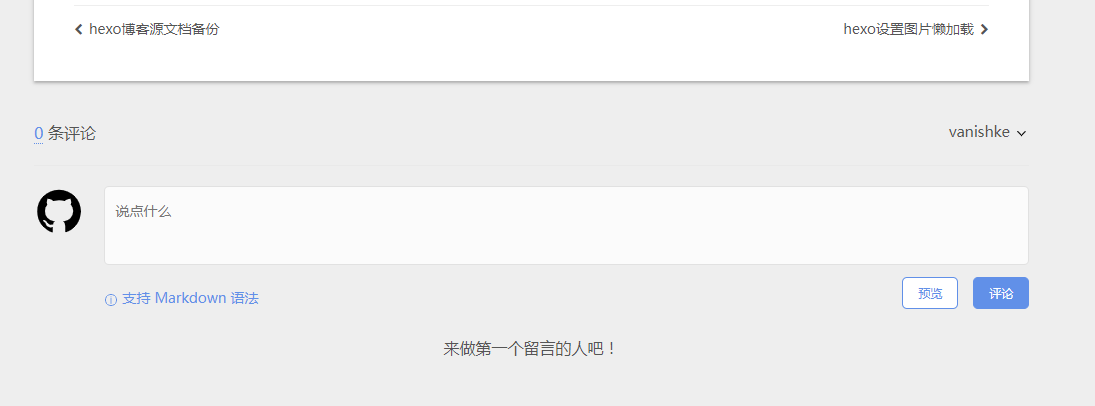 hexo博客源文档备份
hexo设置图片懒加载
0 条评论
vanishke
说点什么
支持 Markdown 语法
预览
评论
来做第一个留言的人吧！